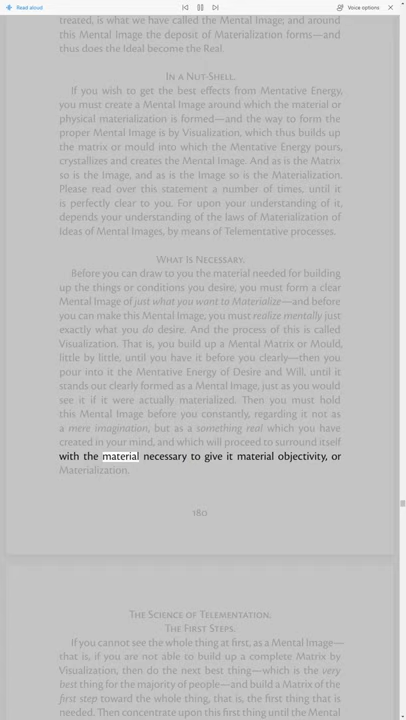 Read aloud
Voice options
treated, is what we have called the Mental Image; and around
this Mental Image the deposit of Materialization forms—and
thus does the Ideal become the Real.
In a Nut-Shell.
If you wish to get the best effects from Mentative Energy,
you must create a Mental Image around which the material or
physical materialization is formed—and the way to form the
proper Mental Image is by Visualization, which thus builds up
the matrix or mould into which the Mentative Energy pours,
crystallizes and creates the Mental Image. And as is the Matrix
so is the Image, and as is the Image so is the Materialization.
Please read over this statement a number of times, until it
is perfectly clear to you. For upon your understanding of it,
depends your understanding of the laws of Materialization of
Ideas of Mental Images, by means of Telementative processes.
What Is Necessary.
Before you can draw to you the material needed for building
up the things or conditions you desire, you must form a clear
Mental Image of just what you want to Materialize—and before
you can make this Mental Image, you must realize mentally just
exactly what you do desire. And the process of this is called
Visualization. That is, you build up a Mental Matrix or Mould,
little by little, until you have it before you clearly—then you
pour into it the Mentative Energy of Desire and Will, until it
stands out clearly formed as a Mental Image, just as you would
see it if it were actually materialized. Then you must hold
this Mental Image before you constantly, regarding it not as
a mere imagination, but as a something real which you have
created in your mind, and which will proceed to surround itself
with the material necessary to give it material objectivity, or
Materialization.
180
The Science of Telementation.
The First Steps.
If you cannot see the whole thing at first, as a Mental Image—
that is, if you are not able to build up a complete Matrix by
Visualization, then do the next best thing—which is the very
best thing for the majority of people—and build a Matrix of the
first step toward the whole thing, that is, the first thing that is
needed. Then concentrate upon this first thing until the Mental